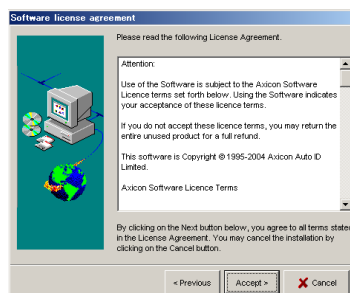 Software license agreement
Please read the following License Agreement.
Attention:
Use of the Software is subject to the Axicon Software
Licence terms set forth below. Using the Software indicates
your acceptance of these licence terms.
If you do not accept these licence terms, you may return the
entire unused product for a full refund.
This software is Copyright © 1995-2004 Axicon Auto ID
Limited.
Axicon Software Licence Terms
By clicking on the Next button below, you agree to all terms stated
in the License Agreement. You may cancel the installation by
clicking on the Cancel button.
< Previous
Accept >
Cancel